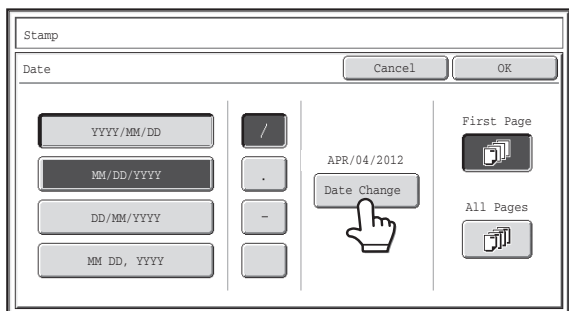 Stamp
Date
Cancel
OK
YYYY/MM/DD
MM/DD/YYYY
DD/MM/YYYY
MM DD, YYYY
/
.
-
APR/04/2012
Date Change
First Page
All Pages